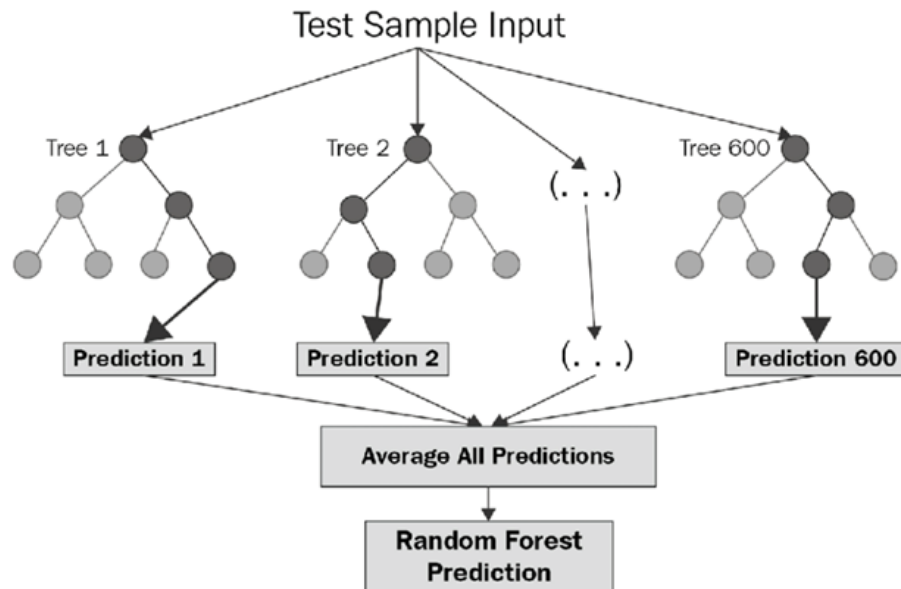 Test Sample Input
Tree 1
Tree 2
Tree 600
(. . .)
Prediction 1
Prediction 2
(. . .)
Prediction 600
Average All Predictions
Random Forest
Prediction